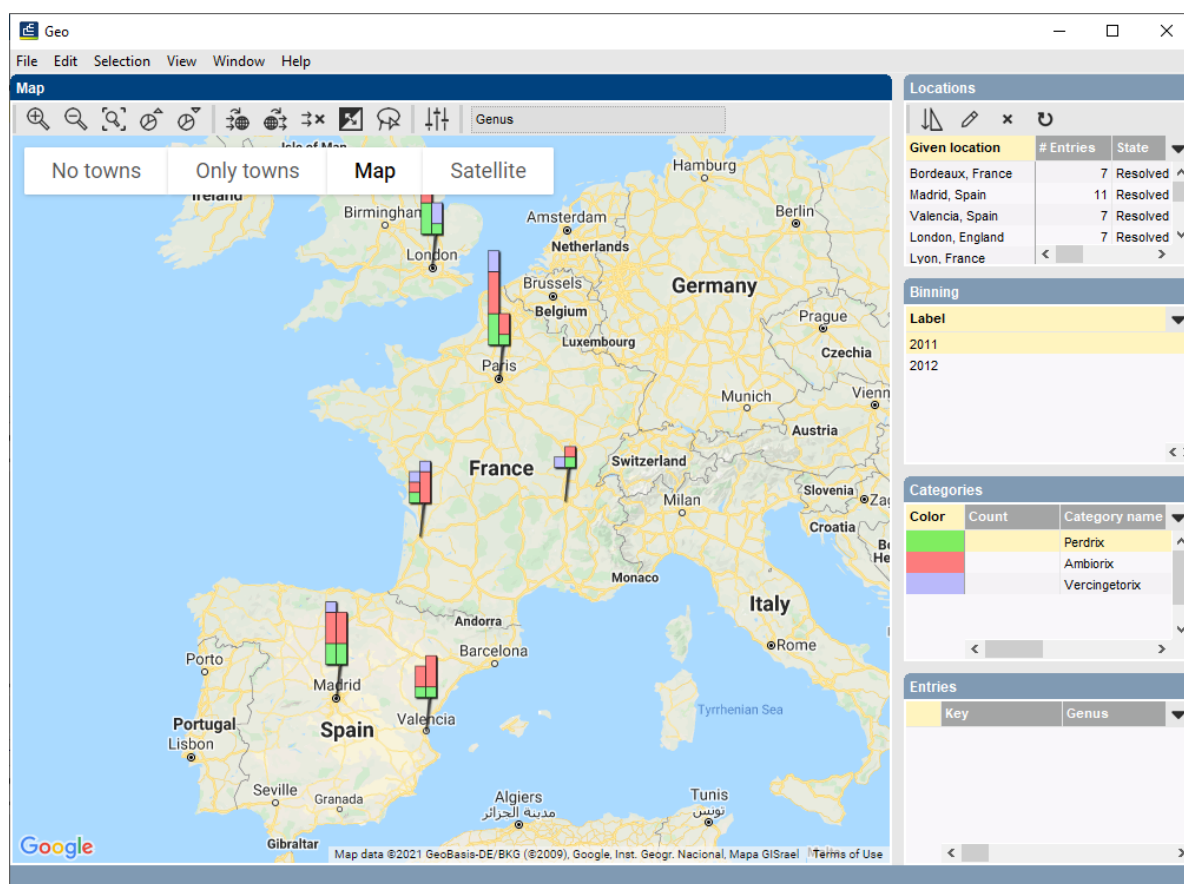 Geo
File Edit Selection View Window Help
Map
Genus
No towns Only towns Map Satellite
Isle of Man
Ireland
Hamburg
Birmingham
Amsterdam
Berlin
Netherlands
London
Brussels
Germany
Belgium
Prague
Luxembourg
Paris
Czechia
Munich
Vienn
Austria
France
Switzerland
Milan
Slovenia
Zag
Croatia
Bo
He
Monaco
Italy
Andorra
Barcelona
Rome
Porto
Madrid
Tyrrhenian Sea
Portugal
Valencia
Spain
Lisbon
Seville
Granada
Algiers
مدينة الجزائر
Tunis
تونس
Gibraltar
Google
Map data ©2021 GeoBasis-DE/BKG (©2009), Google, Inst. Geogr. Nacional, Mapa GISrael Terms of Use
Locations
Given location # Entries State
Bordeaux, France 7 Resolved
Madrid, Spain 11 Resolved
Valencia, Spain 7 Resolved
London, England 7 Resolved
Lyon, France
Binning
Label
2011
2012
Categories
Color Count Category name
Perdrix
Ambiorix
Vercingetorix
Entries
Key Genus